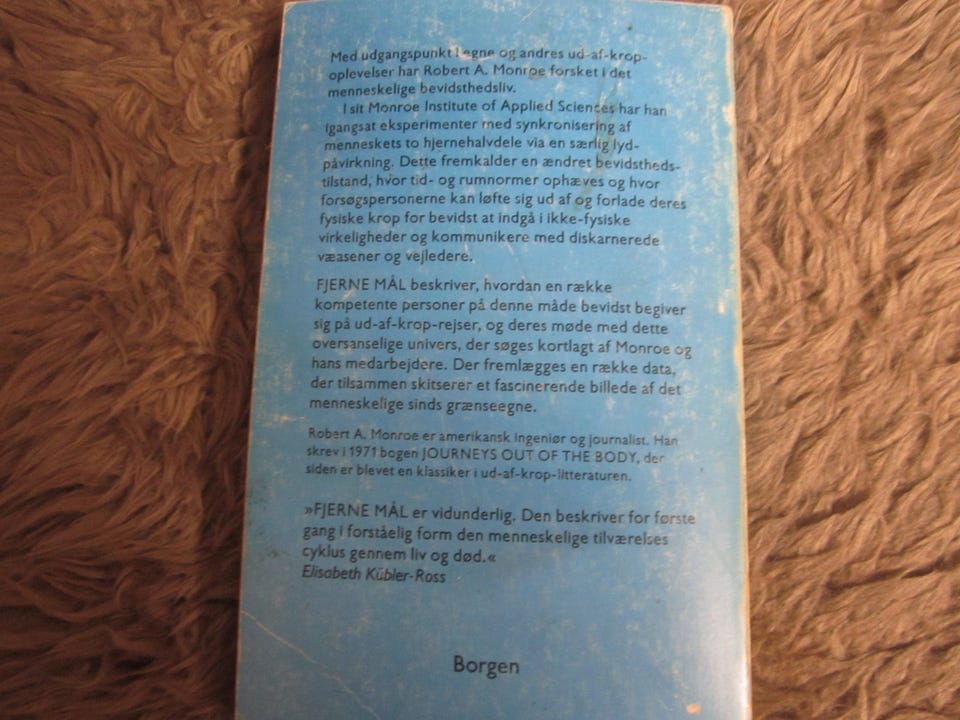 Med udgangspunkt i egne og andres ud-af-krop-
oplevelser har Robert A. Monroe forsket i det
menneskelige bevidsthedsliv.
I sit Monroe Institute of Applied Sciences har han
igangsat eksperimenter med synkronisering af
menneskets to hjernehalvdele via en særlig lyd-
påvirkning. Dette fremkalder en ændret bevidstheds-
tilstand, hvor tid- og rumnormer ophæves og hvor
forsøgspersonerne kan løfte sig ud af og forlade deres
fysiske krop for bevidst at indgå i ikke-fysiske
virkeligheder og kommunikere med diskarnerede
væasener og vejledere.
FJERNE MÅL beskriver, hvordan en række
kompetente personer på denne måde bevidst begiver
sig på ud-af-krop-rejser, og deres møde med dette
oversanselige univers, der søges kortlagt af Monroe og
hans medarbejdere. Der fremlægges en række data,
der tilsammen skitserer et fascinerende billede af det
menneskelige sinds grænseegne.
Robert A. Monroe er amerikansk ingeniør og journalist. Han
skrev i 1971 bogen JOURNEYS OUT OF THE BODY, der
siden er blevet en klassiker i ud-af-krop-litteraturen.
»FJERNE MÅL er vidunderlig. Den beskriver for første
gang i forståelig form den menneskelige tilværelses
cyklus gennem liv og død.«
Elisabeth Kübler-Ross
Borgen